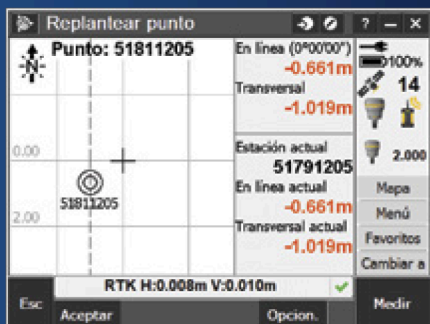 Replantear punto ? – ×
Punto: 51811205
N
0.00
51811205
2.00
En línea (0°00'00")
-0.661m
Transversal
-1.019m
Estación actual
51791205
En línea actual
-0.661m
Transversal actual
-1.019m
100%
14
2.000
Mapa
Menú
Favoritos
Cambiar a
RTK H:0.008m V:0.010m
Esc
Aceptar
Opcion.
Medir